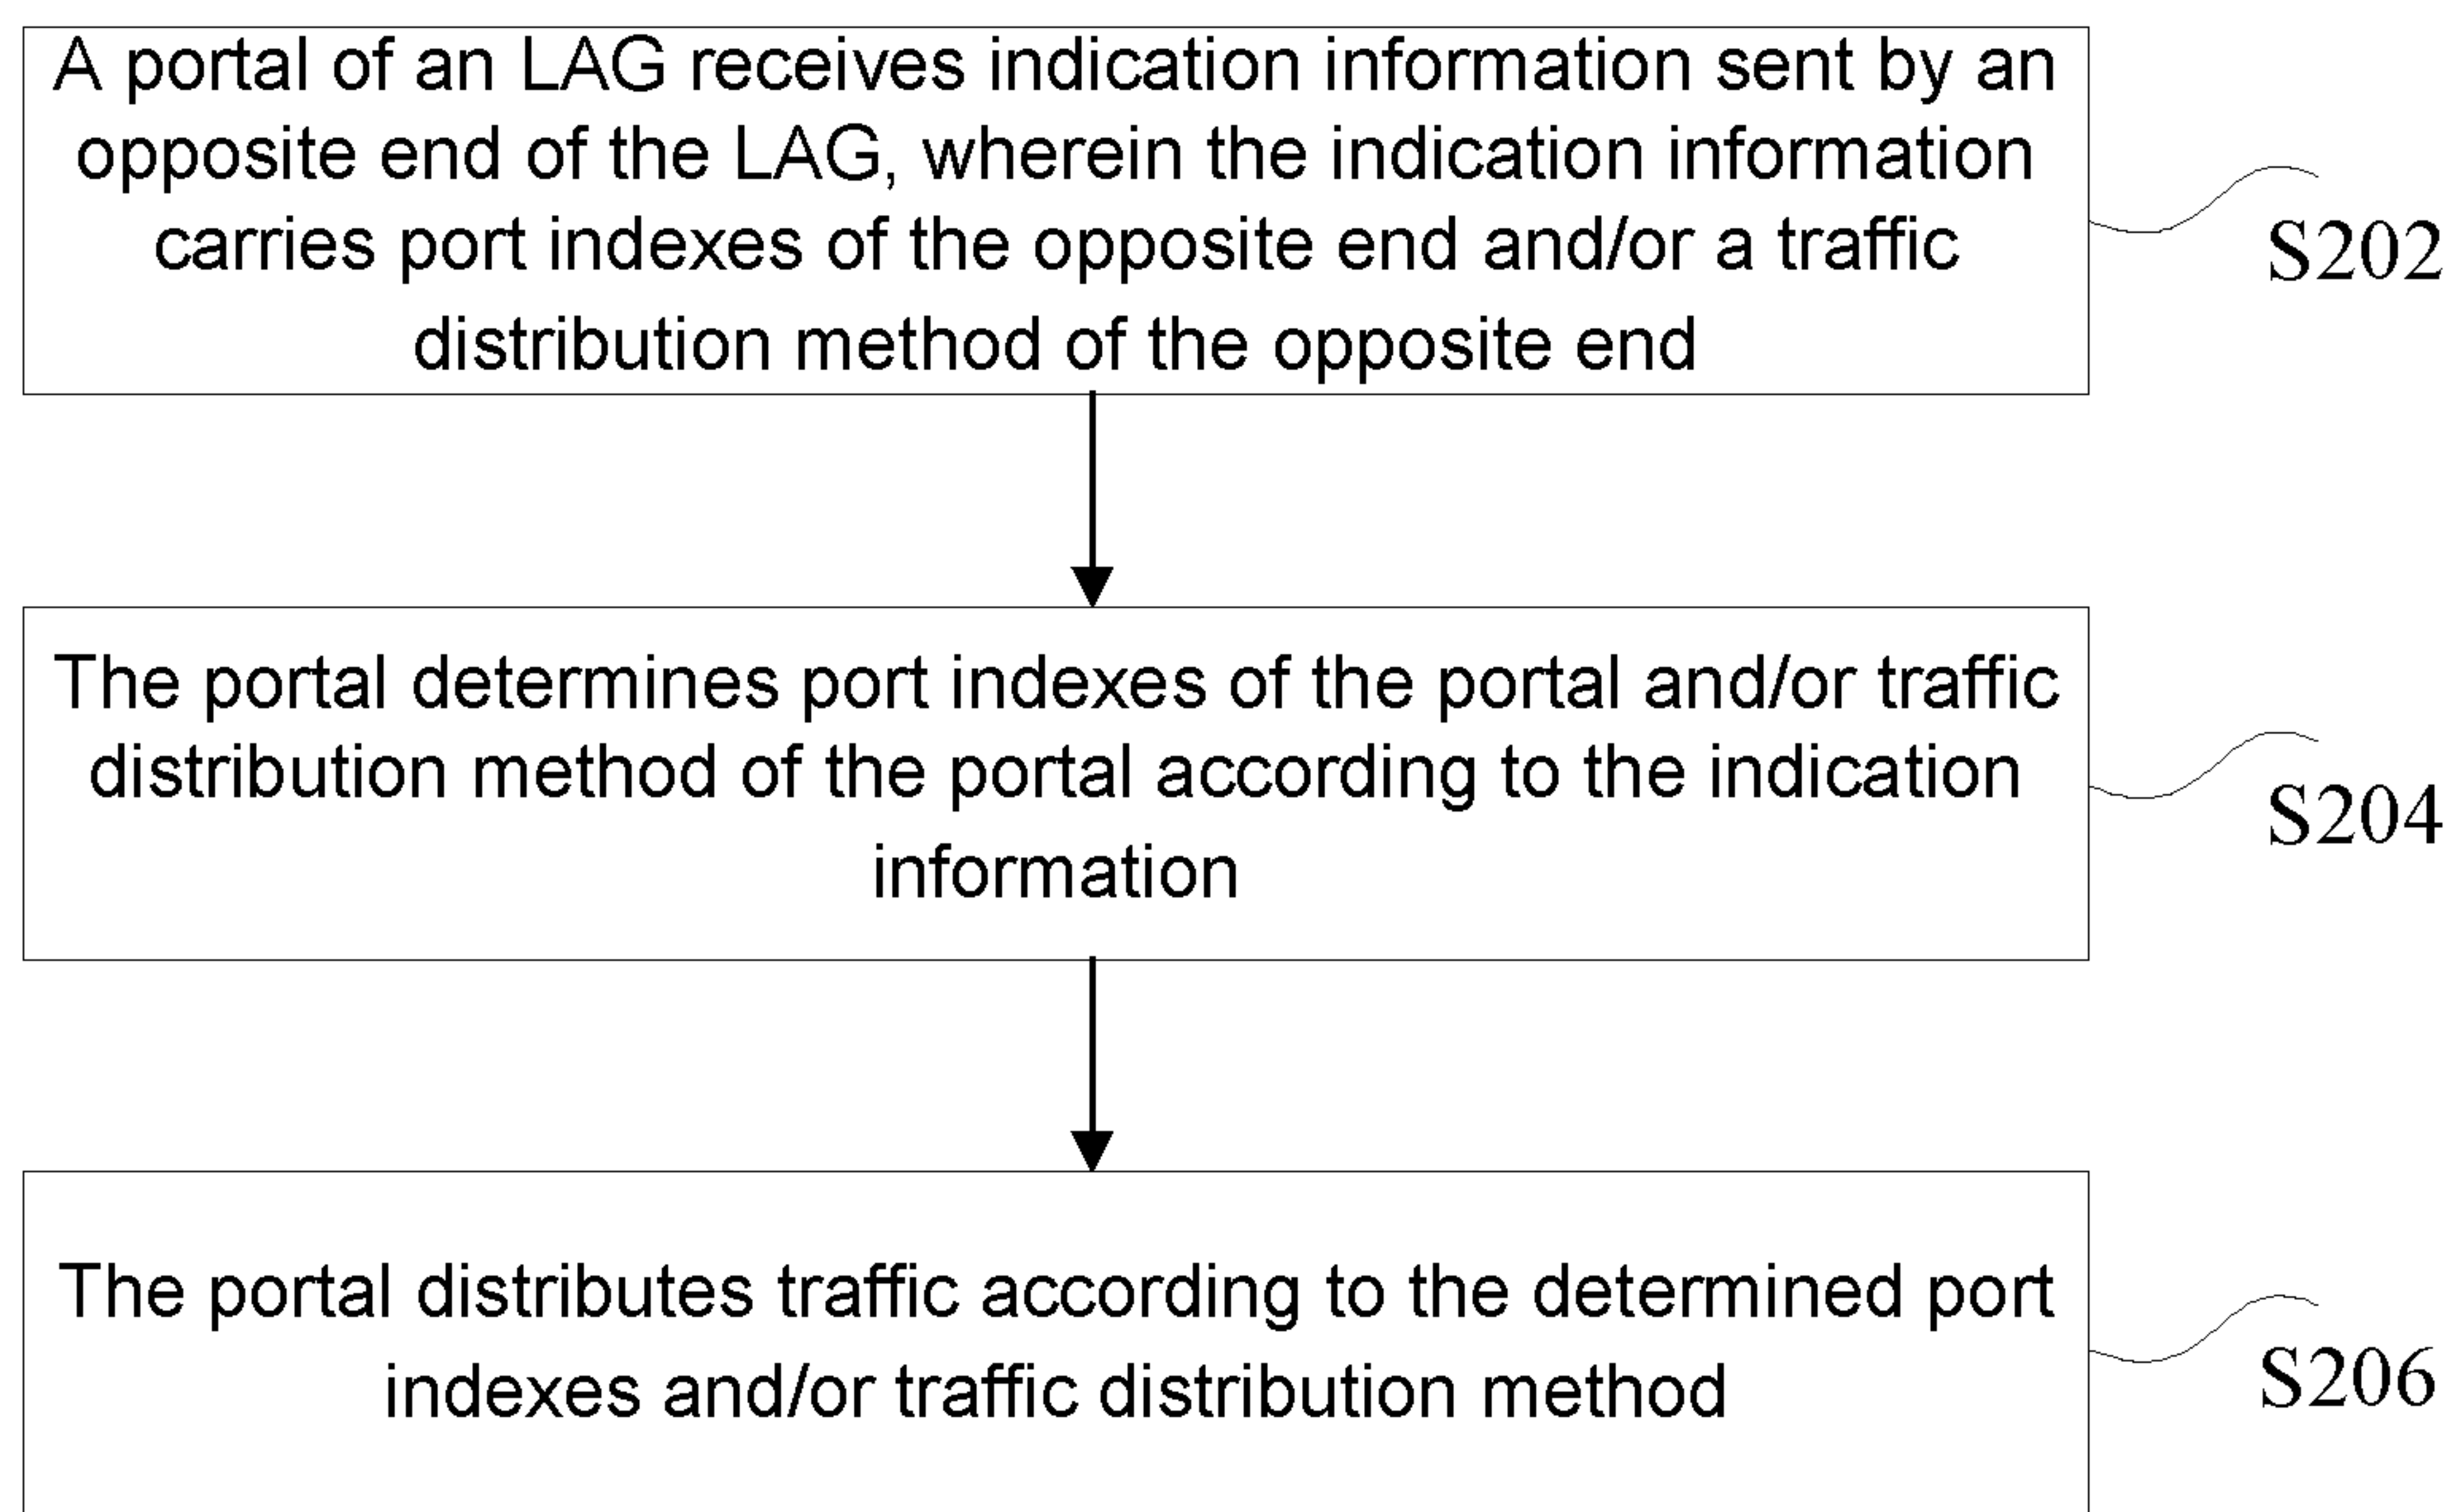 A portal of an LAG receives indication information sent by an
opposite end of the LAG, wherein the indication information
carries port indexes of the opposite end and/or a traffic
distribution method of the opposite end
S202
The portal determines port indexes of the portal and/or traffic
distribution method of the portal according to the indication
information
S204
The portal distributes traffic according to the determined port
indexes and/or traffic distribution method
S206